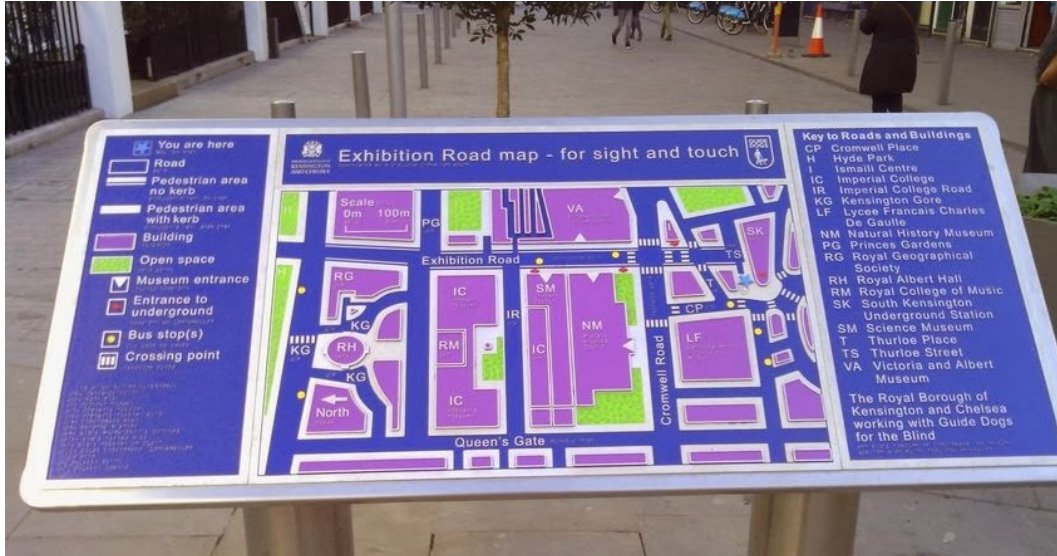 You are here
Road
Pedestrian area
no kerb
Pedestrian area
with kerb
Building
Open space
Museum entrance
Entrance to
underground
Bus stop(s)
Crossing point
KENSINGTON
AND CHELSEA
Exhibition Road map - for sight and touch
GUIDE
DOGS
Scale
0m 100m
H
PG
VA
SK
TS
Exhibition Road
RG
IC
IR
SM
T
CP
KG
KG
RH
RM
IC
NM
LF
KG
IC
North
Cromwell Road
Queen's Gate
H
Key to Roads and Buildings
CP Cromwell Place
H Hyde Park
I Ismaili Centre
IC Imperial College
IR Imperial College Road
KG Kensington Gore
LF Lycee Francais Charles
De Gaulle
NM Natural History Museum
PG Princes Gardens
RG Royal Geographical
Society
RH Royal Albert Hall
RM Royal College of Music
SK South Kensington
Underground Station
SM Science Museum
T Thurloe Place
TS Thurloe Street
VA Victoria and Albert
Museum
The Royal Borough of
Kensington and Chelsea
working with Guide Dogs
for the Blind